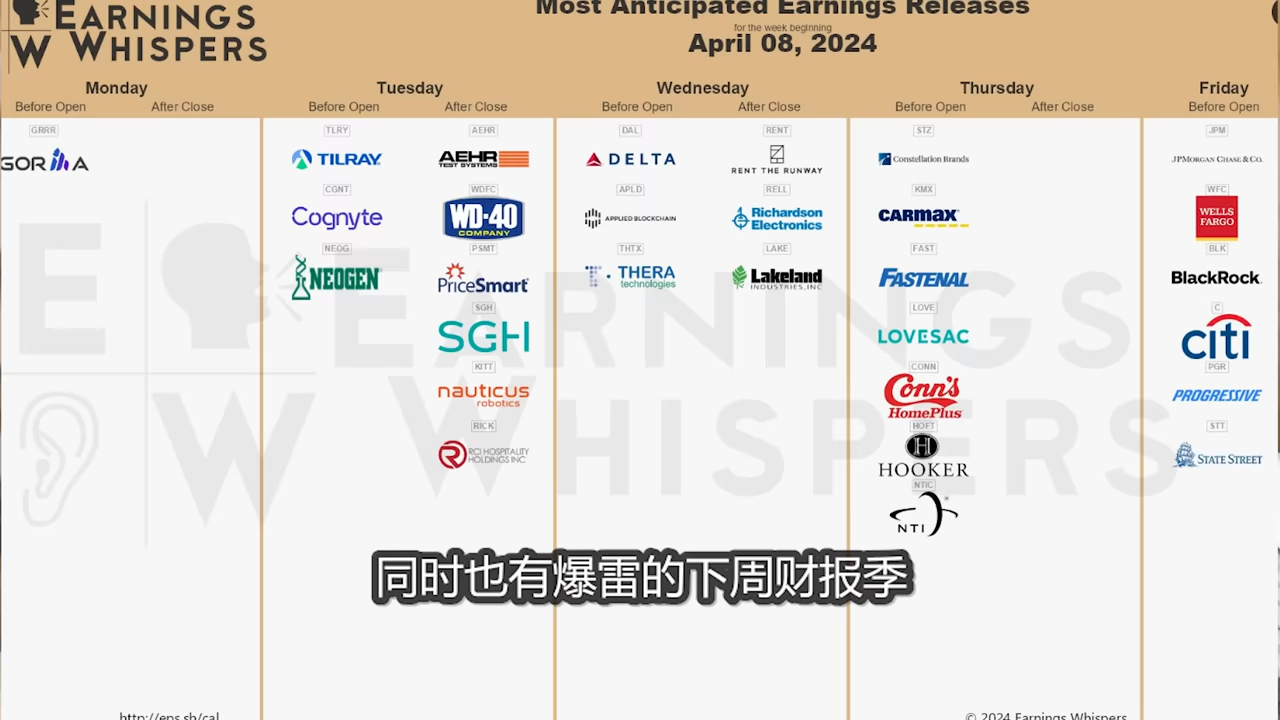 EARNINGS
WHISPERS
Most Anticipated Earnings Releases
for the week beginning
April 08, 2024
Monday
Before Open
After Close
Tuesday
Before Open
After Close
Wednesday
Before Open
After Close
Thursday
Before Open
After Close
Friday
Before Open
GRRR
GORILLA
TLRY
TILRAY
CGNT
Cognyte
NEOG
NEOGEN
AEHR
AEHR
TEST SYSTEMS
WDFC
WD-40
COMPANY
PSMT
PriceSmart
SGH
SGH
KITT
nauticus
robotics
RICK
RCI HOSPITALITY
HOLDINGS INC
DAL
DELTA
APLD
APPLIED BLOCKCHAIN
THTX
THERA
technologies
RENT
RENT THE RUNWAY
RELL
Richardson
Electronics
LAKE
Lakeland
INDUSTRIES, INC
STZ
Constellation Brands
KMX
CARMAX
FAST
FASTENAL
LOVE
LOVESAC
CONN
Conn's
HomePlus
HOFT
H
HOOKER
NTIC
NTI
JPM
JPMORGAN CHASE & CO.
WFC
WELLS
FARGO
BLK
BlackRock.
C
citi
PGR
PROGRESSIVE
STT
STATE STREET
E EARNINGS
W WHISPERS
同时也有爆雷的下周财报季
http://eps.sh/cal
© 2024 Earnings Whispers